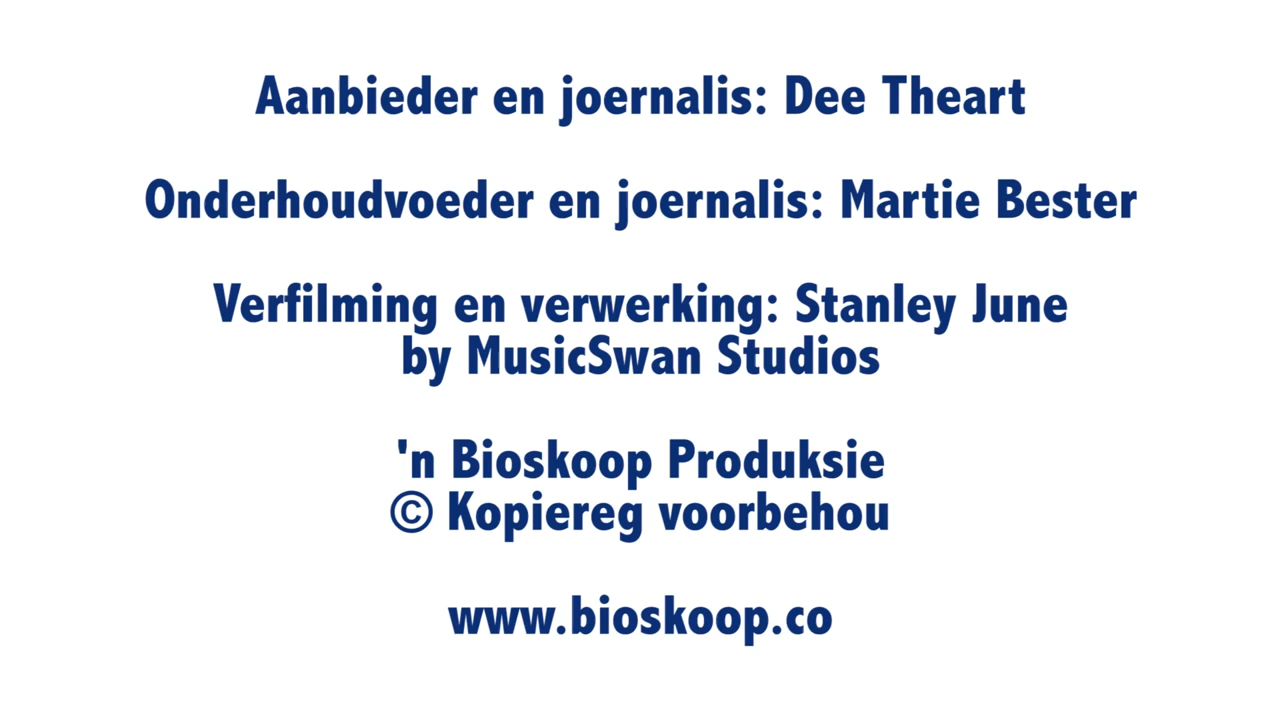 Aanbieder en joernalis: Dee Theart
Onderhoudvoeder en joernalis: Martie Bester
Verfilming en verwerking: Stanley June
by MusicSwan Studios
'n Bioskoop Produksie
© Kopiereg voorbehou
www.bioskoop.co